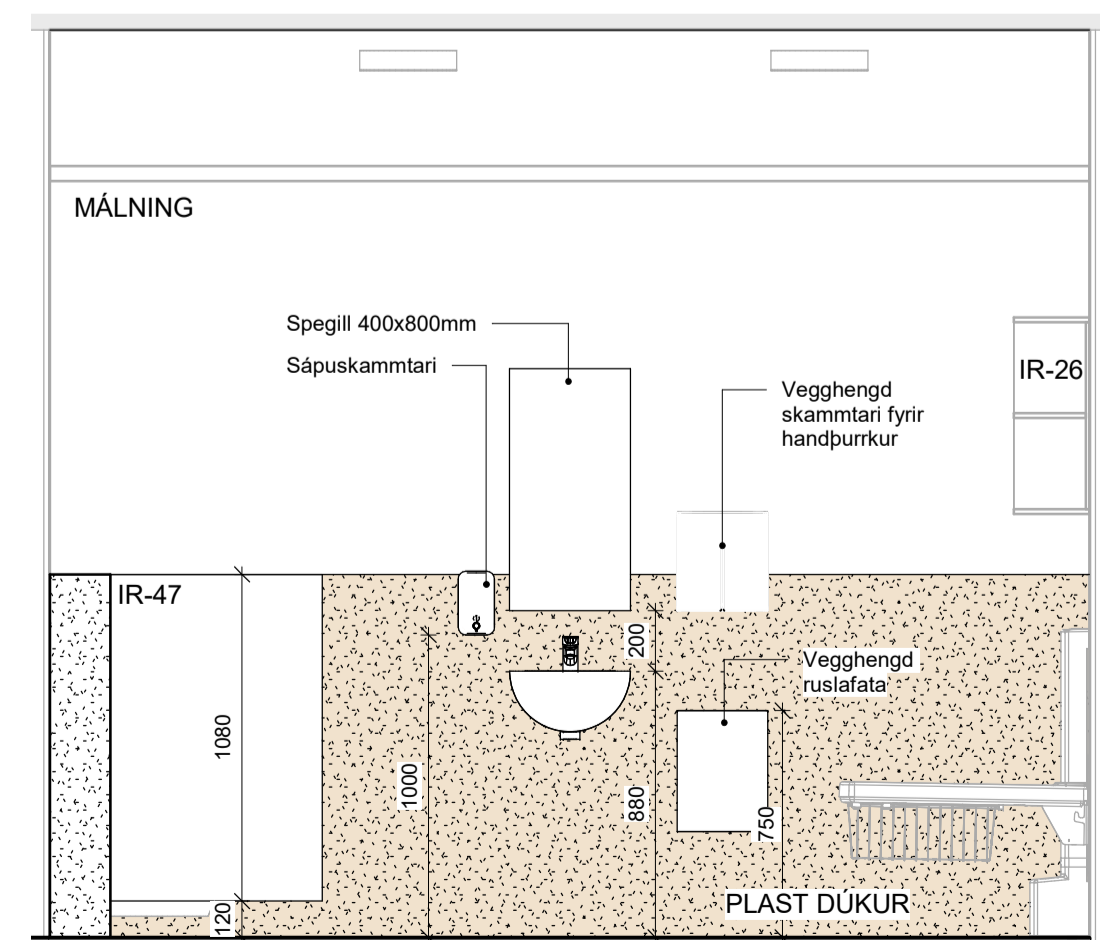 MÁLNING
Spegill 400x800mm
Sápuskammtari
IR-26
Vegghengd
skammtari fyrir
handþurrkur
IR-47
200
Vegghengd
ruslafata
1080
1000
880
750
PLAST DÚKUR
120